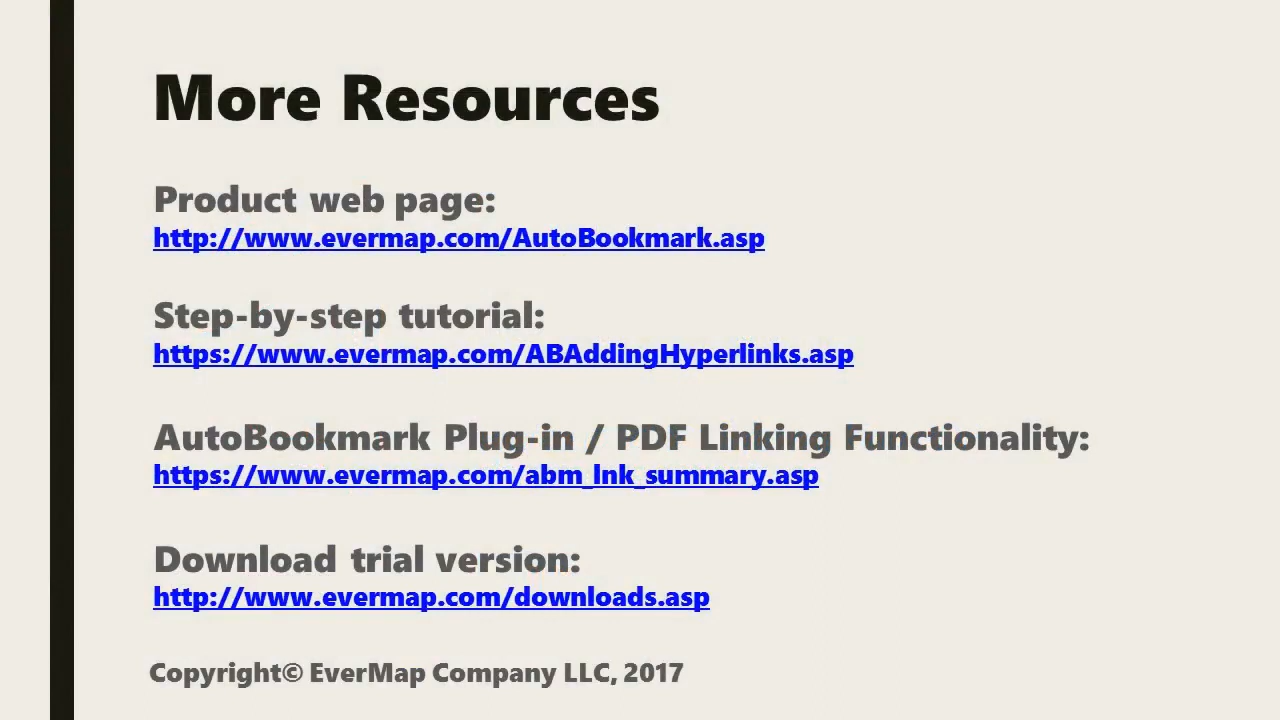 More Resources
Product web page:
http://www.evermap.com/AutoBookmark.asp
Step-by-step tutorial:
https://www.evermap.com/ABAddingHyperlinks.asp
AutoBookmark Plug-in / PDF Linking Functionality:
https://www.evermap.com/abm_lnk_summary.asp
Download trial version:
http://www.evermap.com/downloads.asp
Copyright© EverMap Company LLC, 2017